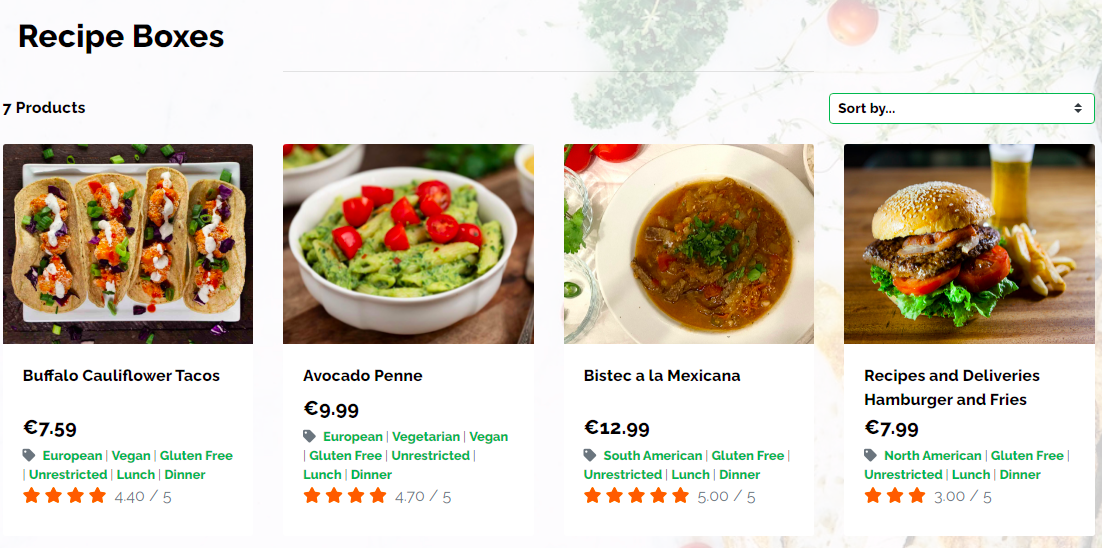 Recipe Boxes
7 Products
Sort by...
Buffalo Cauliflower Tacos
€7.59
European | Vegan | Gluten Free
| Unrestricted | Lunch | Dinner
4.40 / 5
Avocado Penne
€9.99
European | Vegetarian | Vegan
| Gluten Free | Unrestricted |
Lunch | Dinner
4.70 / 5
Bistec a la Mexicana
€12.99
South American | Gluten Free |
Unrestricted | Lunch | Dinner
5.00 / 5
Recipes and Deliveries
Hamburger and Fries
€7.99
North American | Gluten Free |
Unrestricted | Lunch | Dinner
3.00 / 5